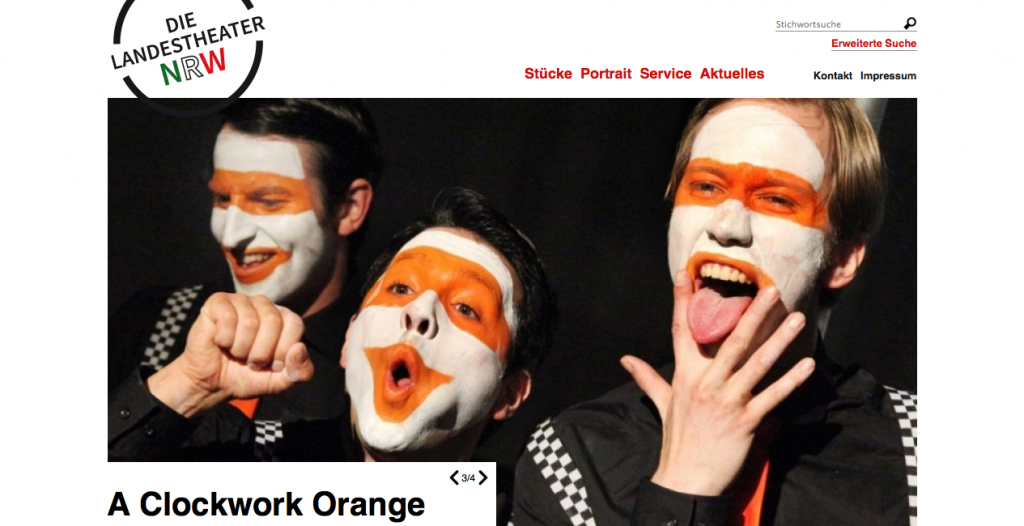 DIE
LANDESTHEATER
NRW
Stichwortsuche
Erweiterte Suche
Stücke Portrait Service Aktuelles
Kontakt Impressum
3/4
A Clockwork Orange